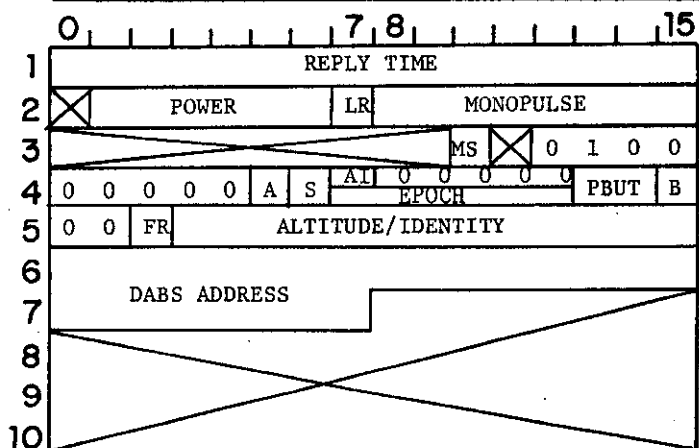 0 7 8 15
1 REPLY TIME
2 POWER LR MONOPULSE
3 MS 0 1 0 0
4 0 0 0 0 0 A S AI 0 0 0 0 0 PBUT B
EPOCH
5 0 0 FR ALTITUDE/IDENTITY
6
DABS ADDRESS
7
8
9
10